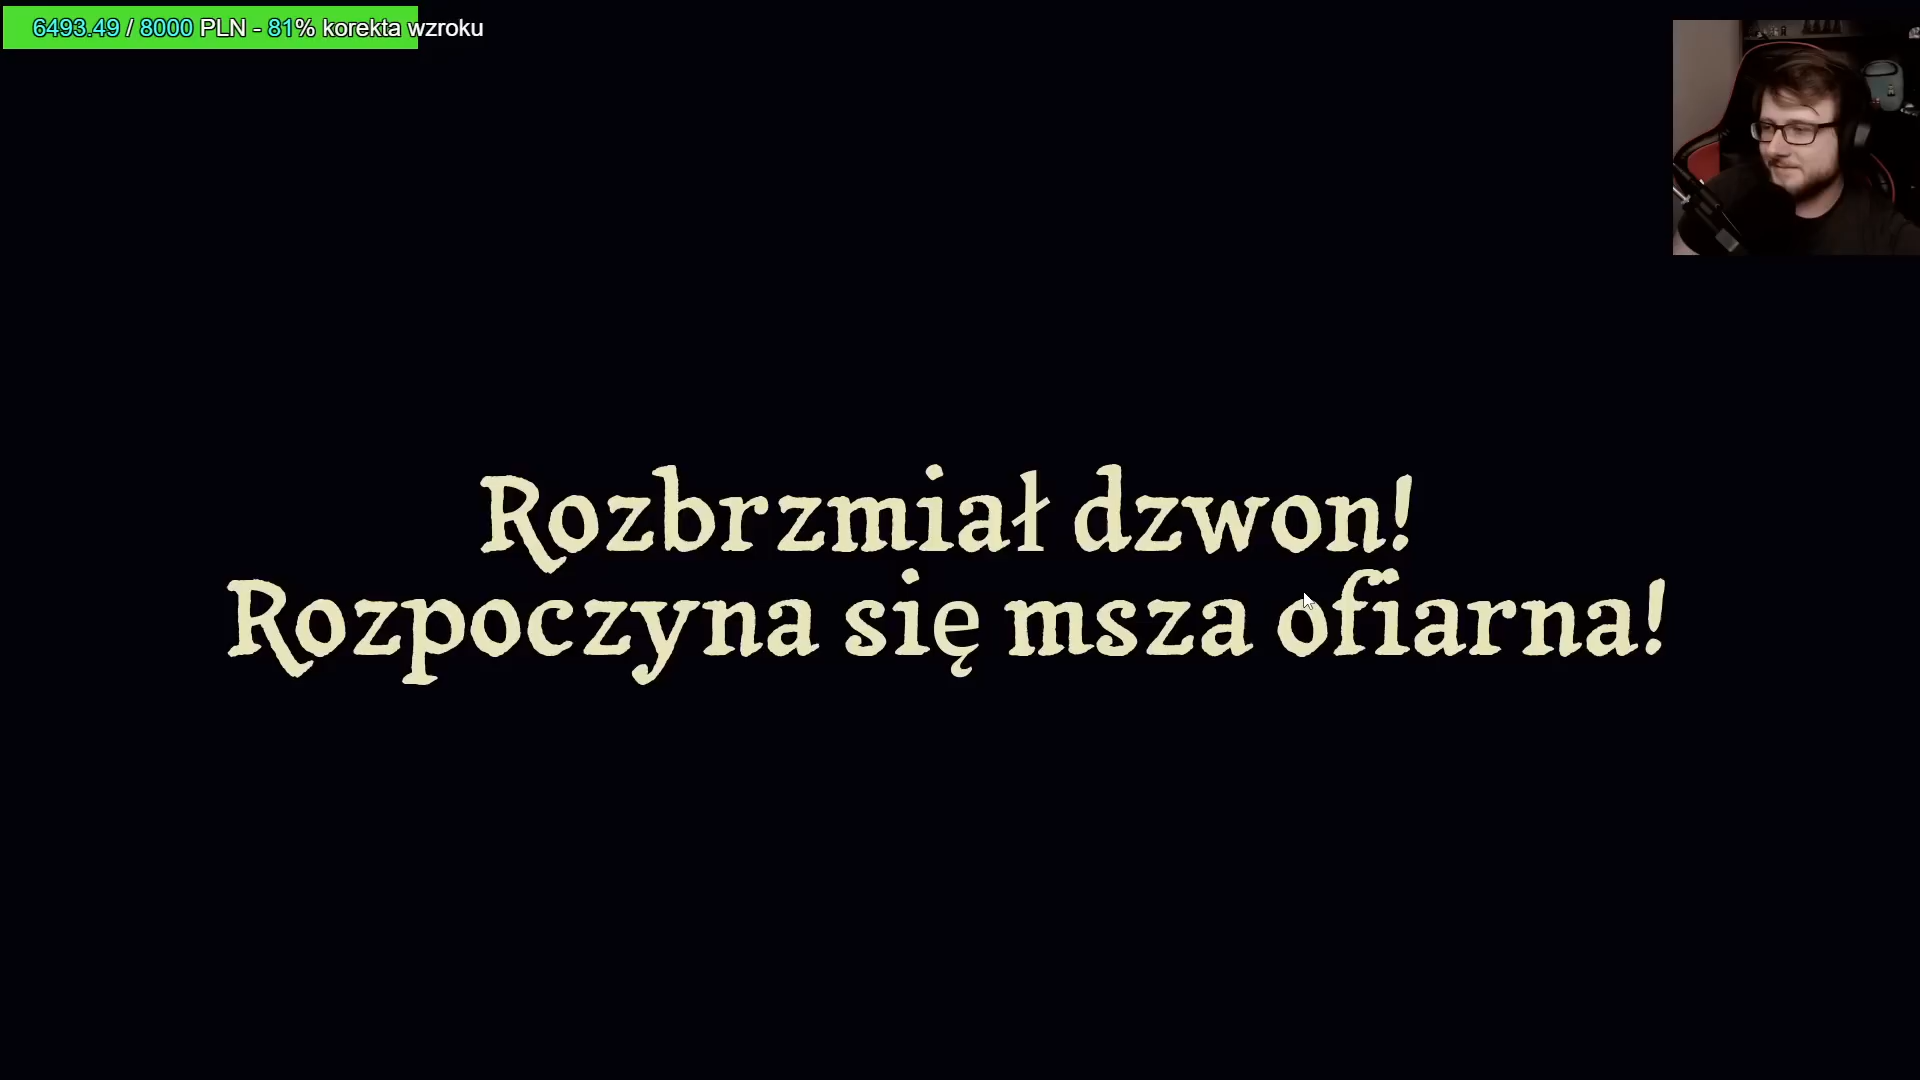 6493.49 / 8000 PLN - 81% korekta wzroku
Rozbrzmiał dzwon!
Rozpoczyna się msza ofiarna!